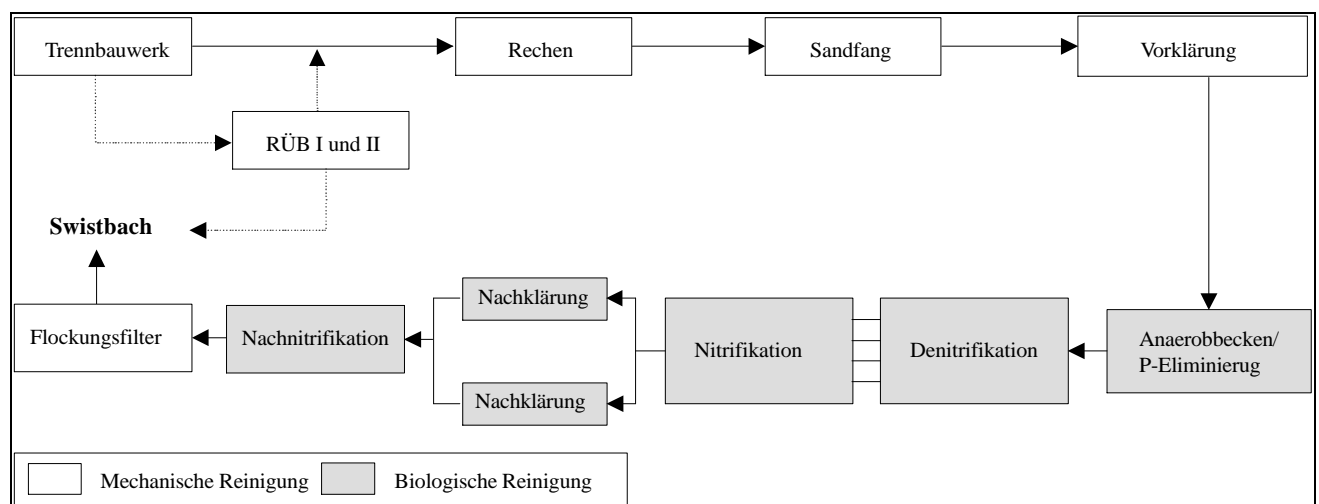 Trennbauwerk
Rechen
Sandfang
Vorklärung
RÜB I und II
Swistbach
Flockungsfilter
Nachnitrifikation
Nachklärung
Nachklärung
Nitrifikation
Denitrifikation
Anaerobbecken/
P-Eliminierug
Mechanische Reinigung
Biologische Reinigung